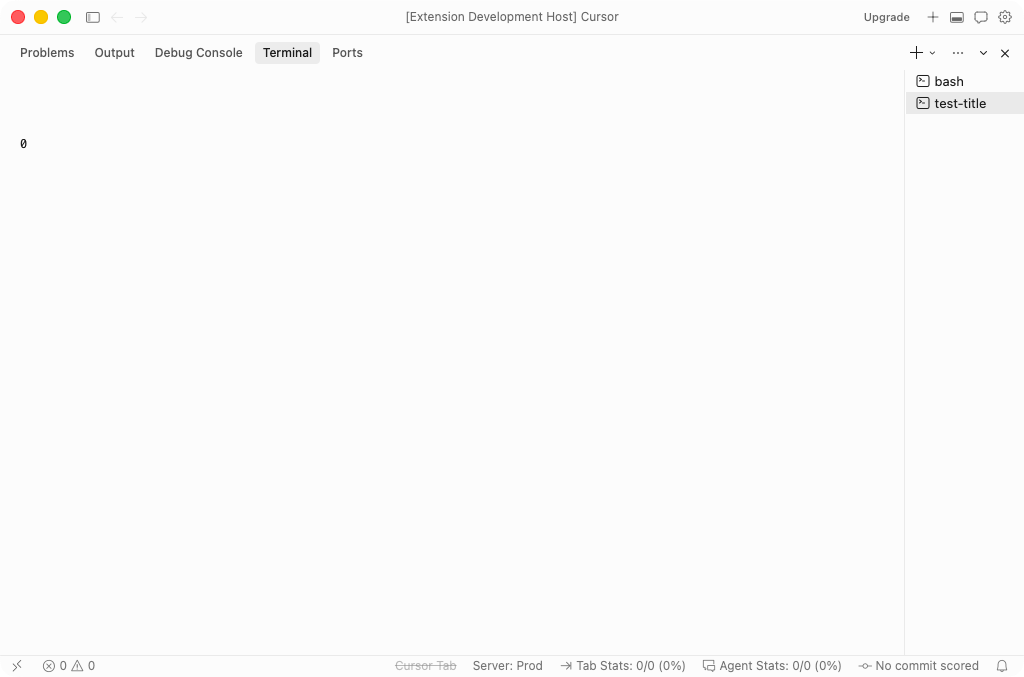 [Extension Development Host] Cursor
Upgrade
Problems Output Debug Console Terminal Ports
bash
test-title
0
0 0 Cursor Tab Server: Prod Tab Stats: 0/0 (0%) Agent Stats: 0/0 (0%) No commit scored